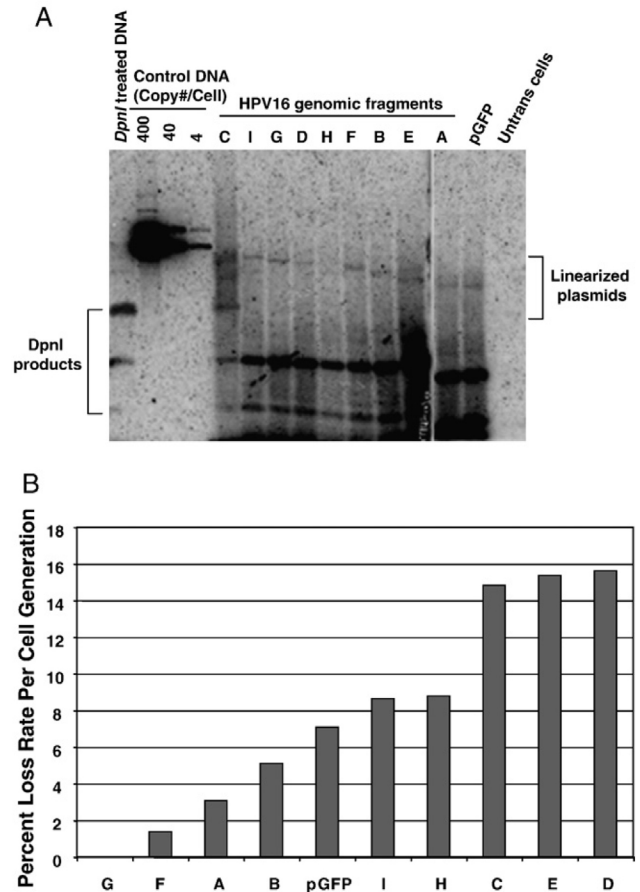 A
DpnI treated DNA
Control DNA
(Copy#/Cell)
400
40
4
HPV16 genomic fragments
C I G D H F B E A
pGFP
Untrans cells
Linearized
plasmids
DpnI
products
B
Percent Loss Rate Per Cell Generation
18
16
14
12
10
8
6
4
2
0
G F A B pGFP I H C E D